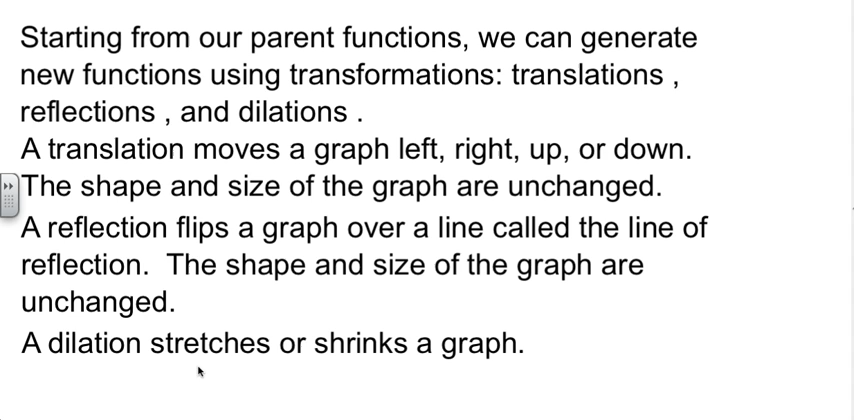 Starting from our parent functions, we can generate
new functions using transformations: translations ,
reflections , and dilations .
A translation moves a graph left, right, up, or down.
The shape and size of the graph are unchanged.
A reflection flips a graph over a line called the line of
reflection.  The shape and size of the graph are
unchanged.
A dilation stretches or shrinks a graph.